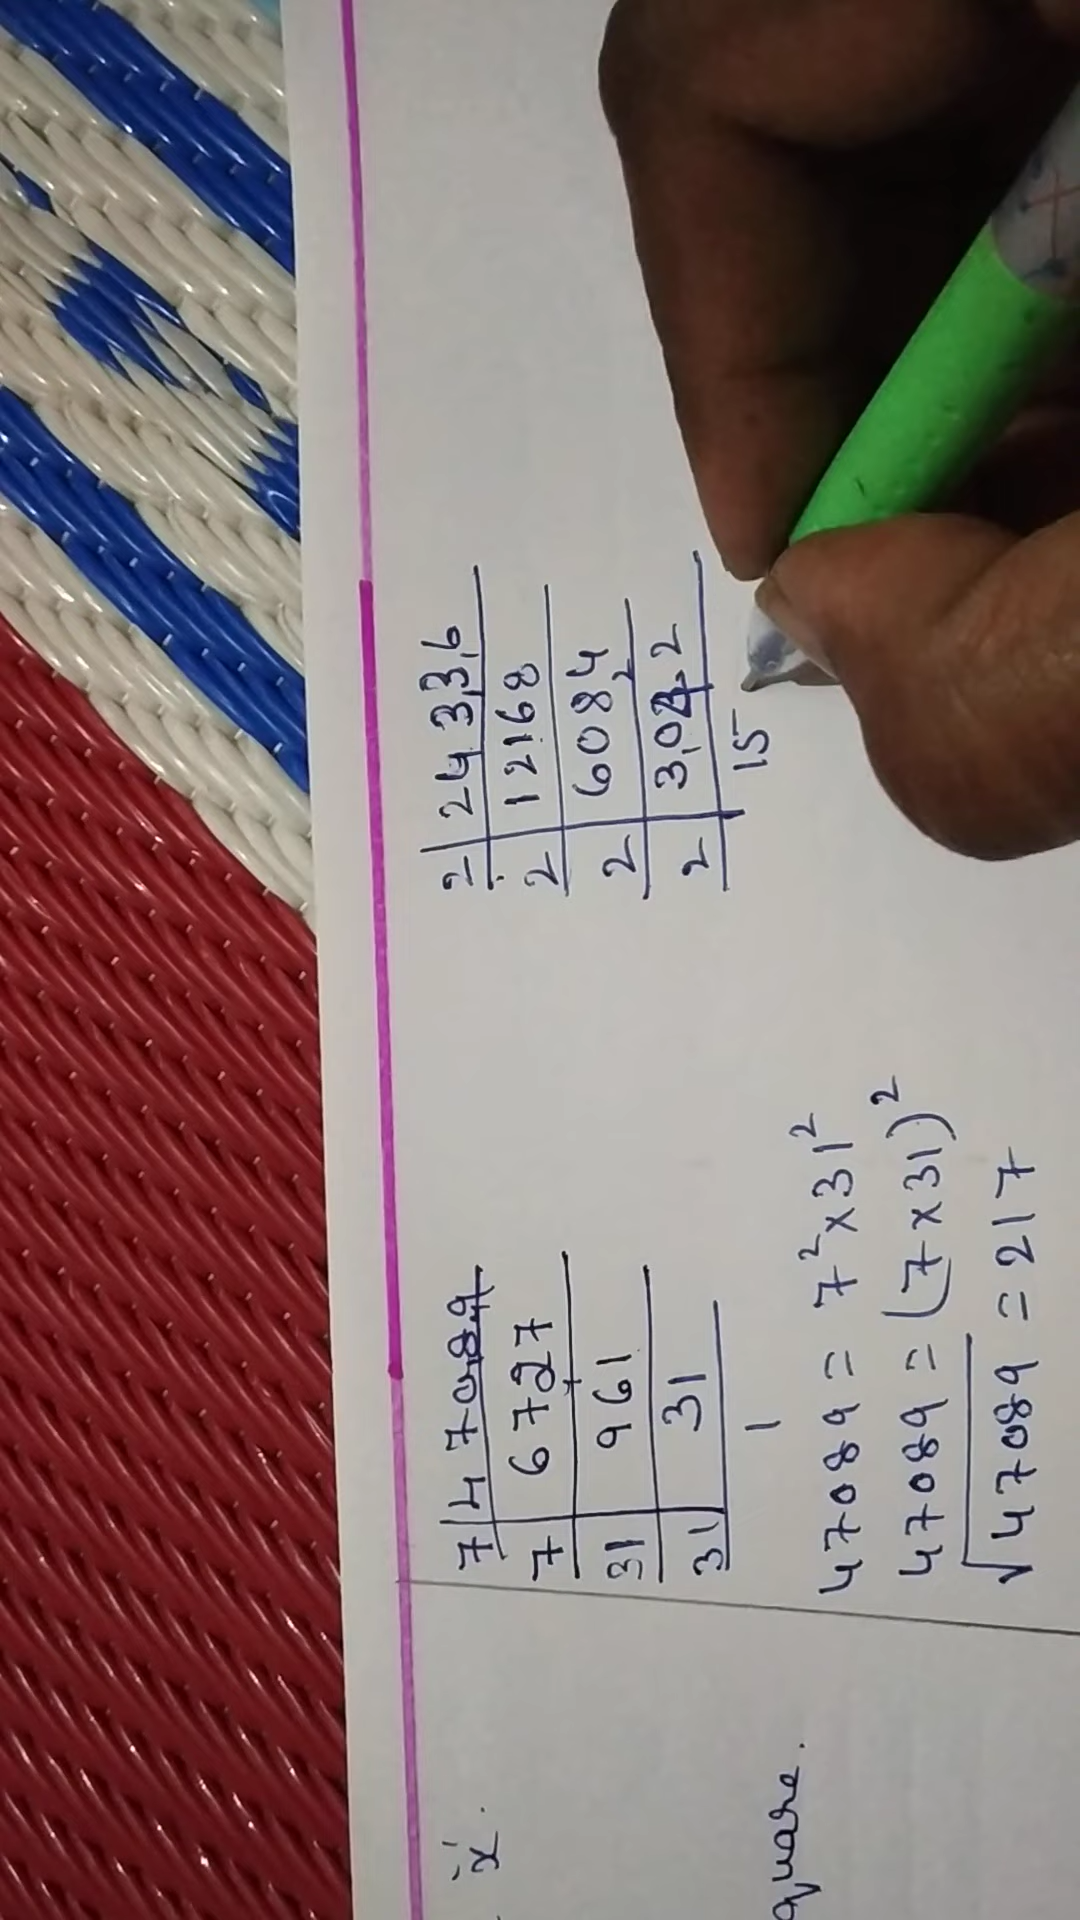 'x'.
quare.
7 47089
7 6727
31 961
31 31
1
47089 = 7² × 31²
47089 = (7 × 31)²
√47089 = 217
2 24336
2 12168
2 6084
2 3042
15